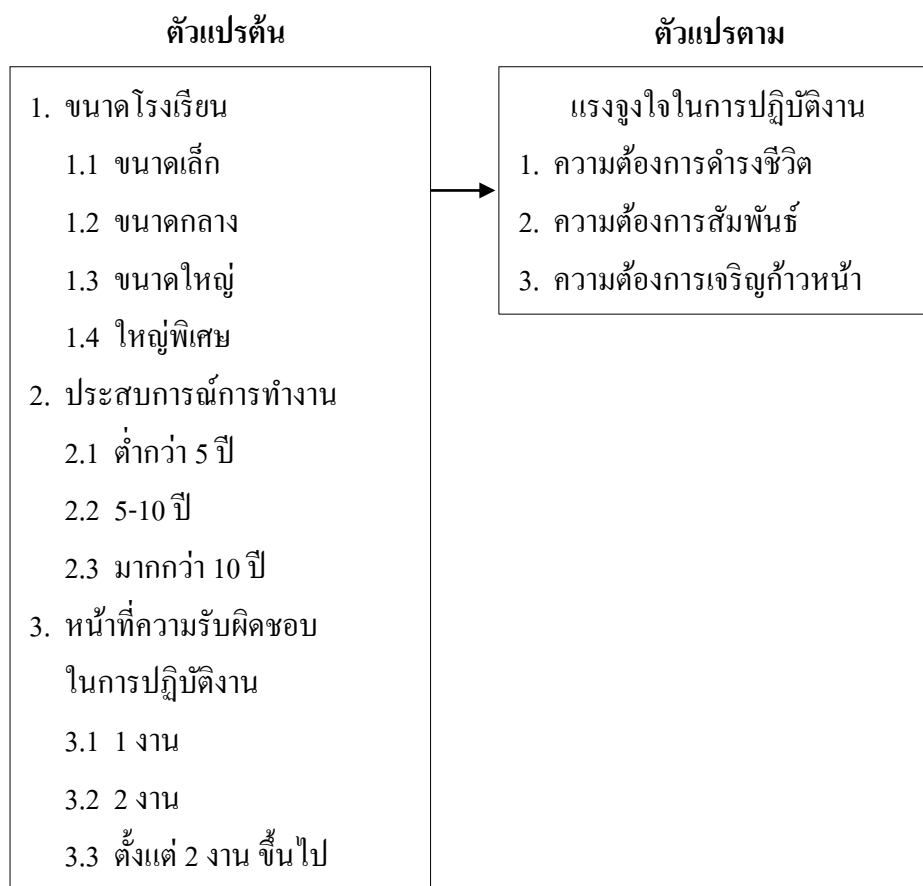 ตัวแปรต้น
1. ขนาดโรงเรียน
1.1 ขนาดเล็ก
1.2 ขนาดกลาง
1.3 ขนาดใหญ่
1.4 ใหญ่พิเศษ
2. ประสบการณ์การทำงาน
2.1 ต่ำกว่า 5 ปี
2.2 5-10 ปี
2.3 มากกว่า 10 ปี
3. หน้าที่ความรับผิดชอบ
ในการปฏิบัติงาน
3.1 1 งาน
3.2 2 งาน
3.3 ตั้งแต่ 2 งาน ขึ้นไป
ตัวแปรตาม
แรงจูงใจในการปฏิบัติงาน
1. ความต้องการดำรงชีวิต
2. ความต้องการสัมพันธ์
3. ความต้องการเจริญก้าวหน้า